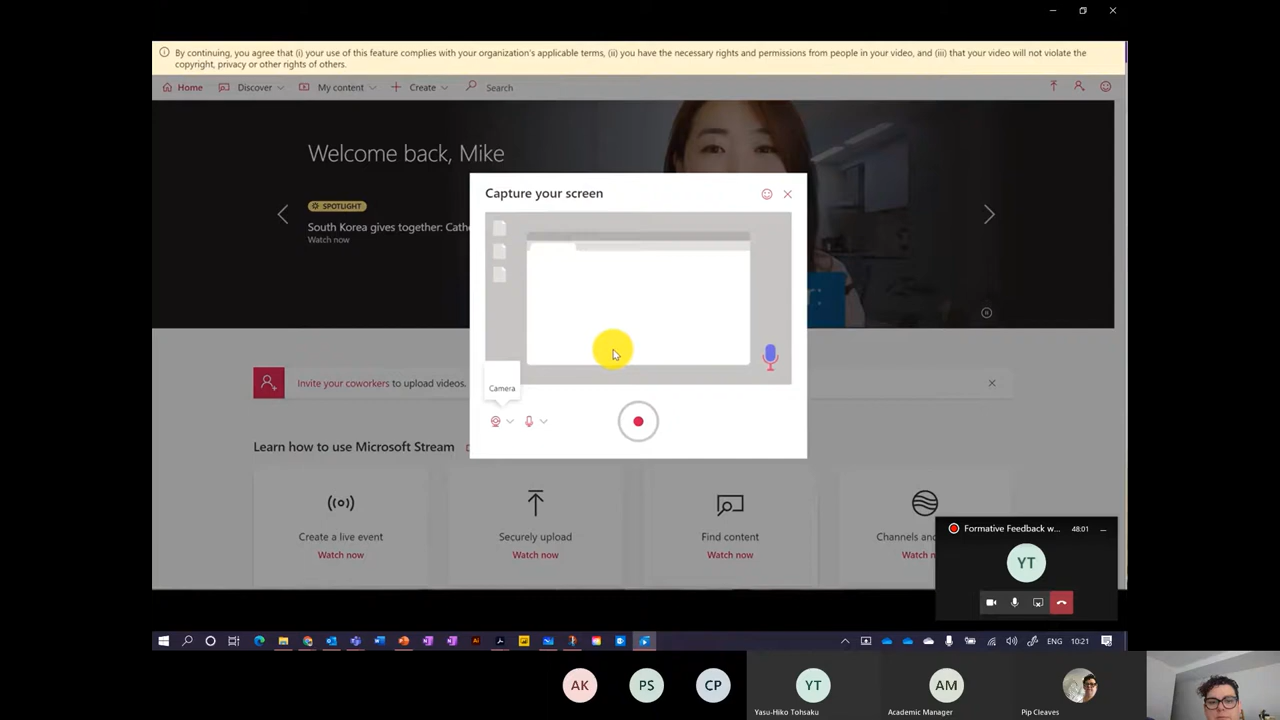 By continuing, you agree that (i) your use of this feature complies with your organization's applicable terms, (ii) you have the necessary rights and permissions from people in your video, and (iii) that your video will not violate the
copyright, privacy or other rights of others.
Home Discover My content Create Search
Welcome back, Mike
SPOTLIGHT
South Korea gives together: Cath
Watch now
Capture your screen
Camera
Invite your coworkers to upload videos.
Learn how to use Microsoft Stream
Create a live event
Watch now
Securely upload
Watch now
Find content
Watch now
Channels and
Watch n
Formative Feedback w... 48:01
YT
ENG 10:21
AK PS CP YT AM
Yasu-Hiko Tohsaku Academic Manager Pip Cleaves